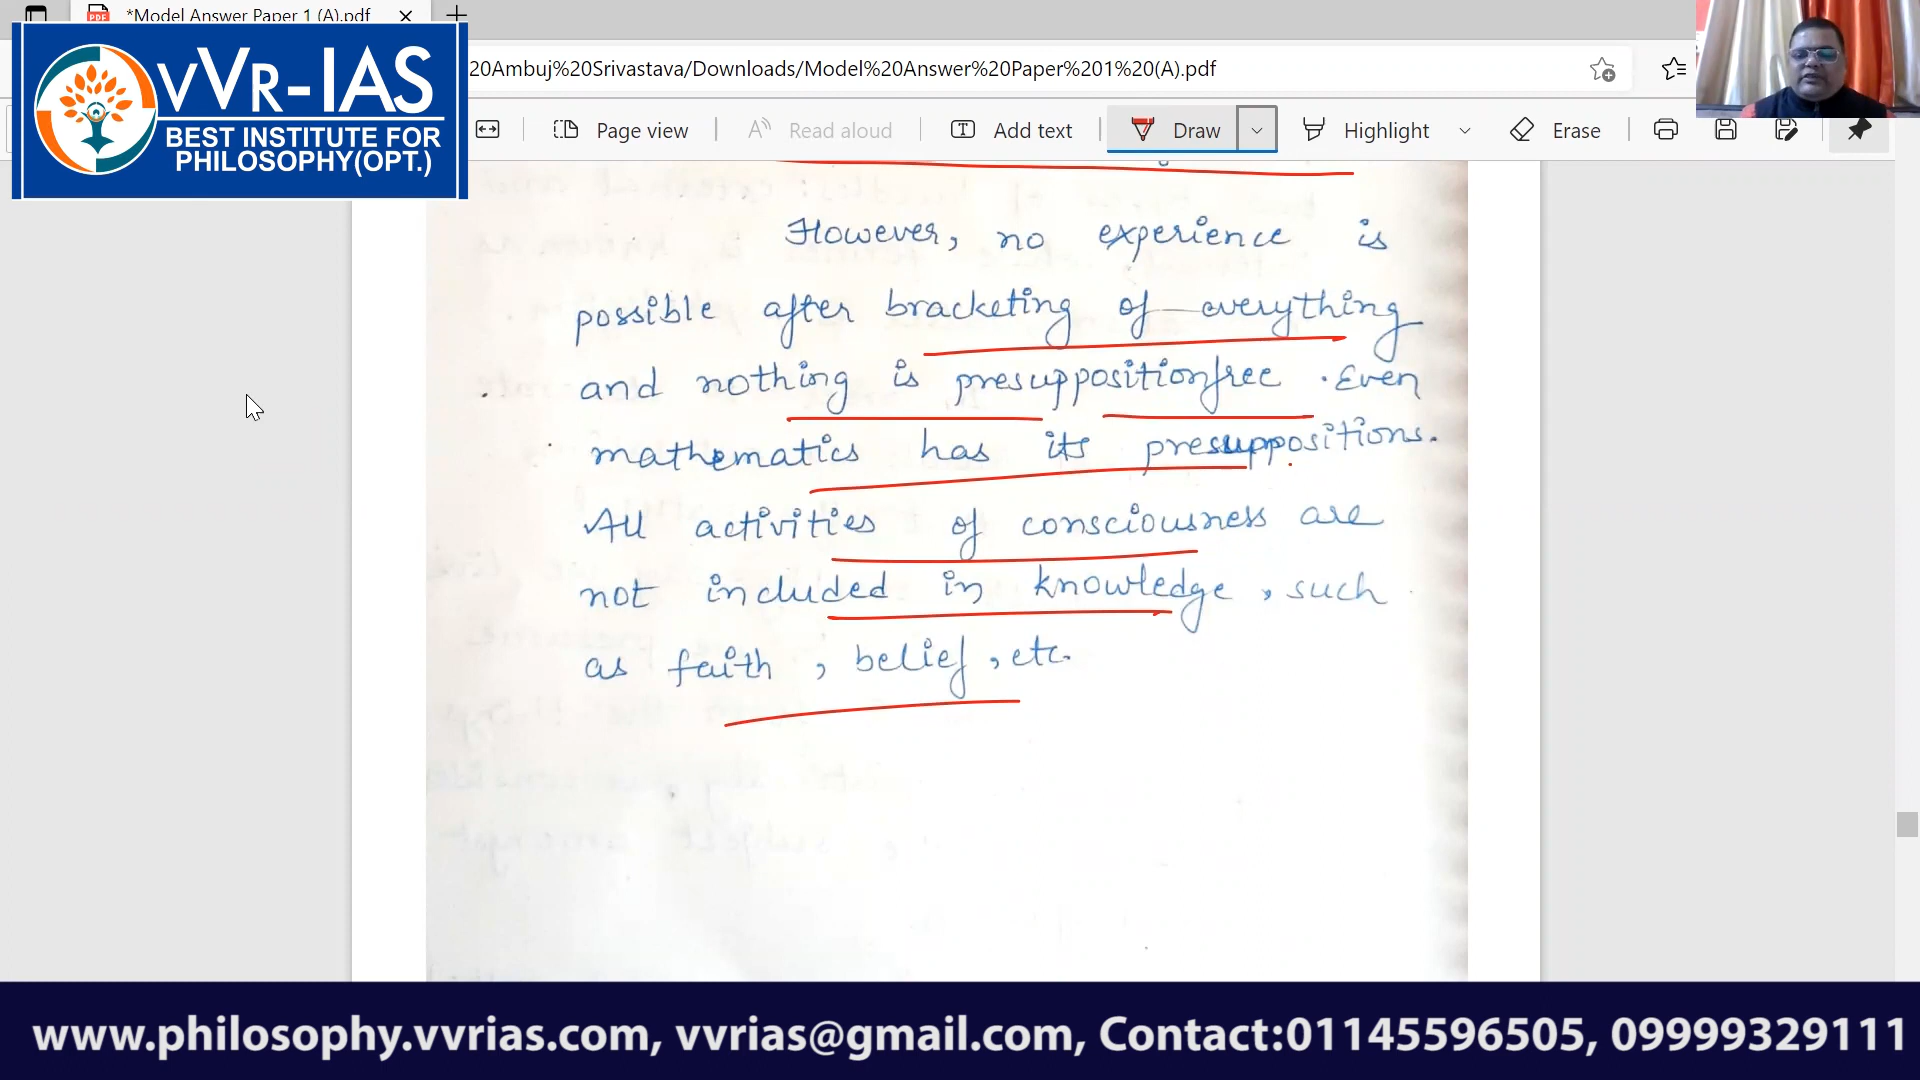 *Model Answer Paper 1 (A).pdf
vVR-IAS
BEST INSTITUTE FOR
PHILOSOPHY(OPT.)
20Ambuj%20Srivastava/Downloads/Model%20Answer%20Paper%201%20(A).pdf
Page view
Read aloud
Add text
Draw
Highlight
Erase
However, no experience is
possible after bracketing of everything
and nothing is presuppositionfree. Even
mathematics has its presuppositions.
All activities of consciousness are
not included in knowledge, such
as faith, belief, etc.
www.philosophy.vvrias.com, vvrias@gmail.com, Contact:01145596505, 09999329111